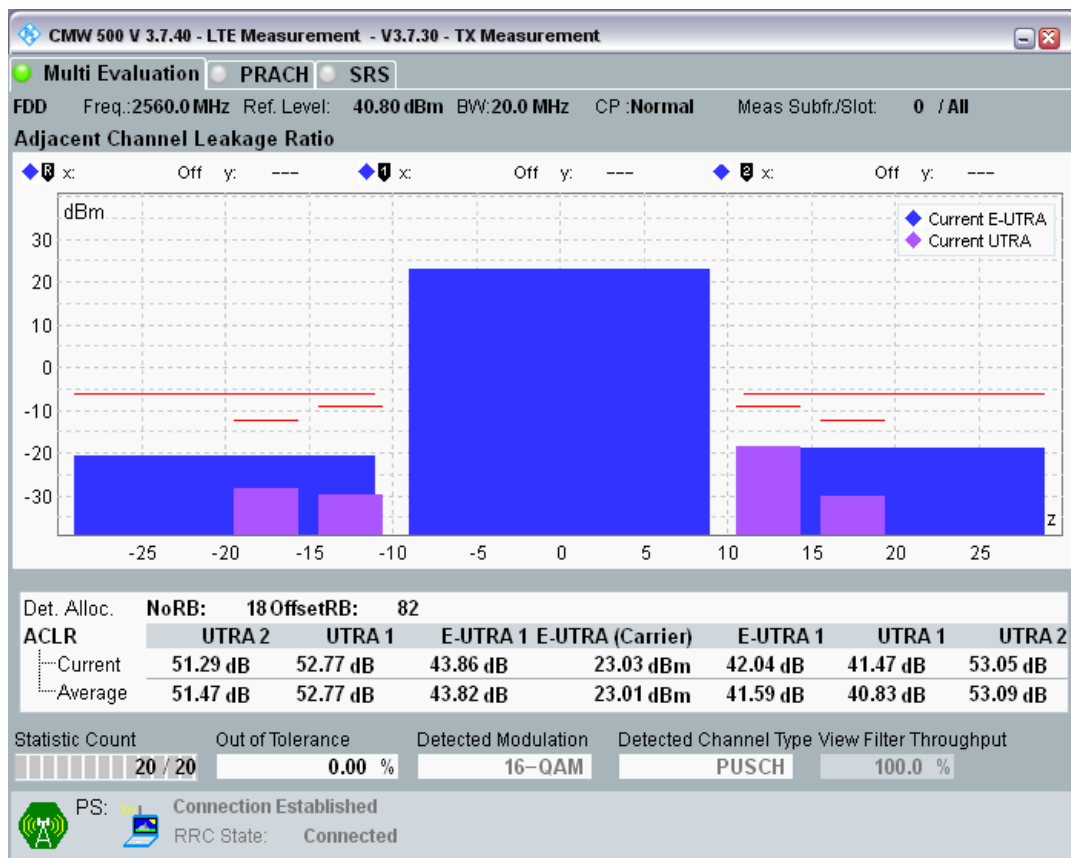 CMW 500 V 3.7.40 - LTE Measurement - V3.7.30 - TX Measurement
Multi Evaluation PRACH SRS
FDD Freq.:2560.0 MHz Ref. Level: 40.80 dBm BW:20.0 MHz CP :Normal Meas Subfr./Slot: 0 / All
Adjacent Channel Leakage Ratio
R x: Off y: --- 1 x: Off y: --- 2 x: Off y: ---
dBm
Current E-UTRA
Current UTRA
30
20
10
0
-10
-20
-30
z
-25 -20 -15 -10 -5 0 5 10 15 20 25
Det. Alloc. NoRB: 18 OffsetRB: 82
ACLR UTRA 2 UTRA 1 E-UTRA 1 E-UTRA (Carrier) E-UTRA 1 UTRA 1 UTRA 2
Current 51.29 dB 52.77 dB 43.86 dB 23.03 dBm 42.04 dB 41.47 dB 53.05 dB
Average 51.47 dB 52.77 dB 43.82 dB 23.01 dBm 41.59 dB 40.83 dB 53.09 dB
Statistic Count Out of Tolerance Detected Modulation Detected Channel Type View Filter Throughput
20 / 20 0.00 % 16-QAM PUSCH 100.0 %
PS: Connection Established
RRC State: Connected